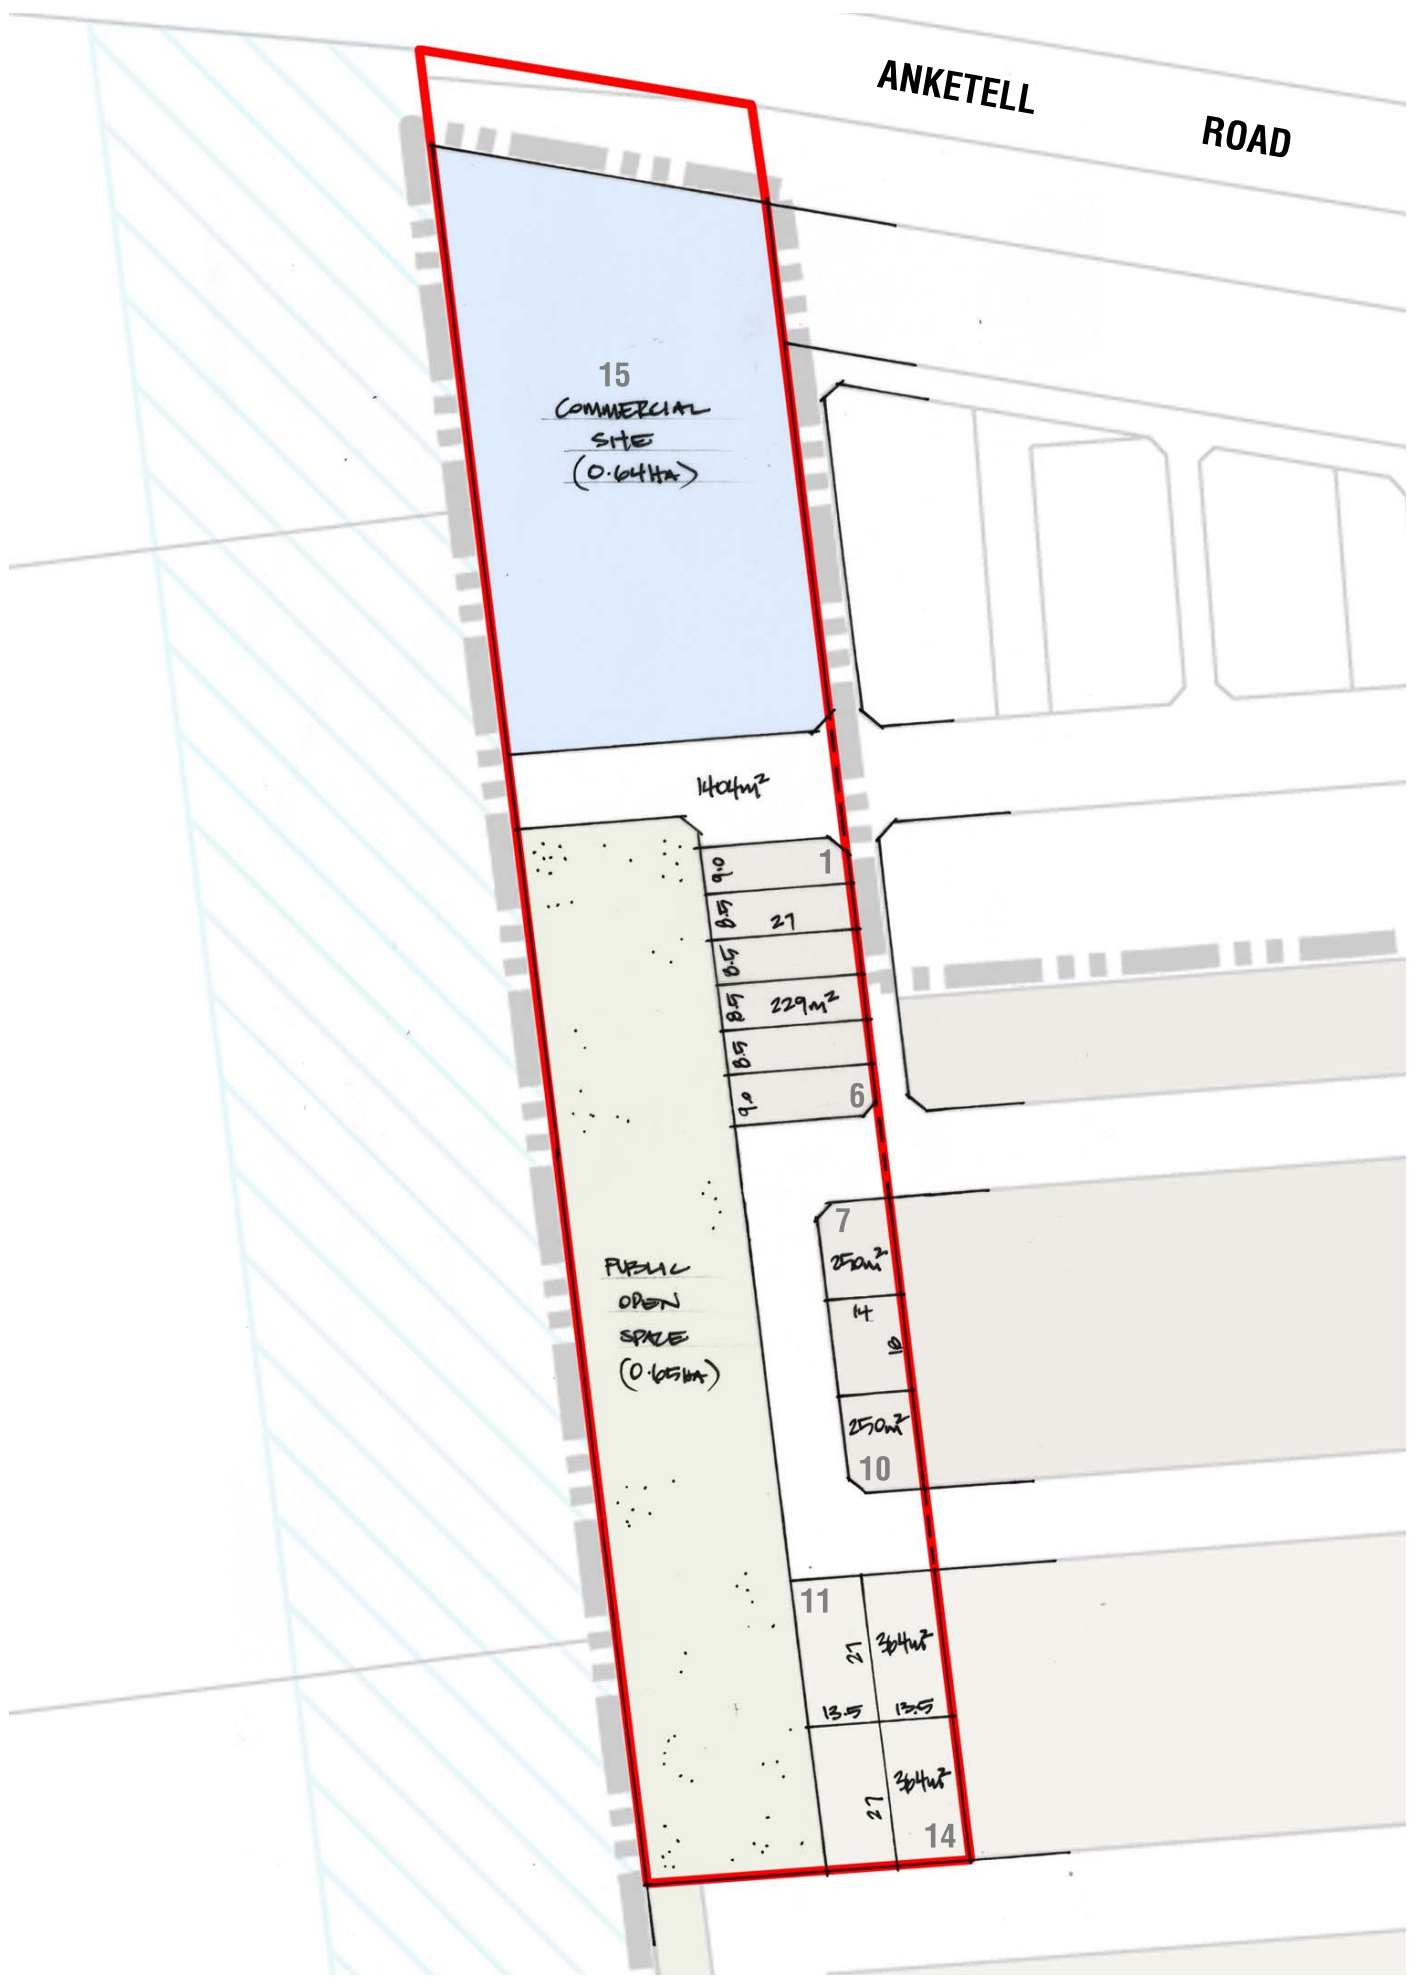 ANKETELL
ROAD
15
COMMERCIAL
SITE
(0.64HA)
1404m²
1
9.0
8.5
27
8.5
8.5
229m²
8.5
9.0
6
7
250m²
14
18
250m²
10
PUBLIC
OPEN
SPACE
(0.65HA)
11
27
364m²
13.5
13.5
27
364m²
14